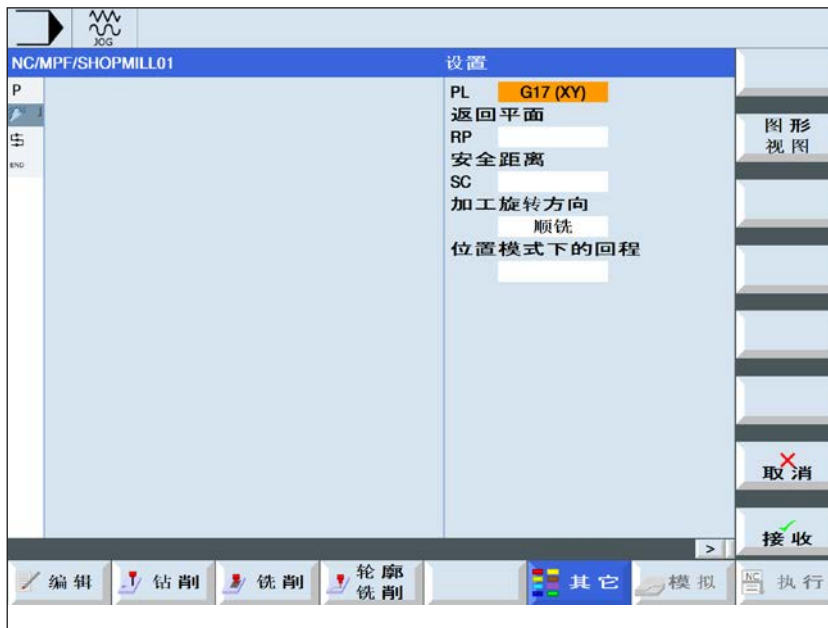 JOG
NC/MPF/SHOPMILL01
设置
P
PL G17 (XY)
返回平面
RP
安全距离
SC
加工旋转方向
顺铣
位置模式下的回程
END
图形
视图
取消
接收
>
编辑
钻削
铣削
轮廓
铣削
其它
模拟
NC
执行